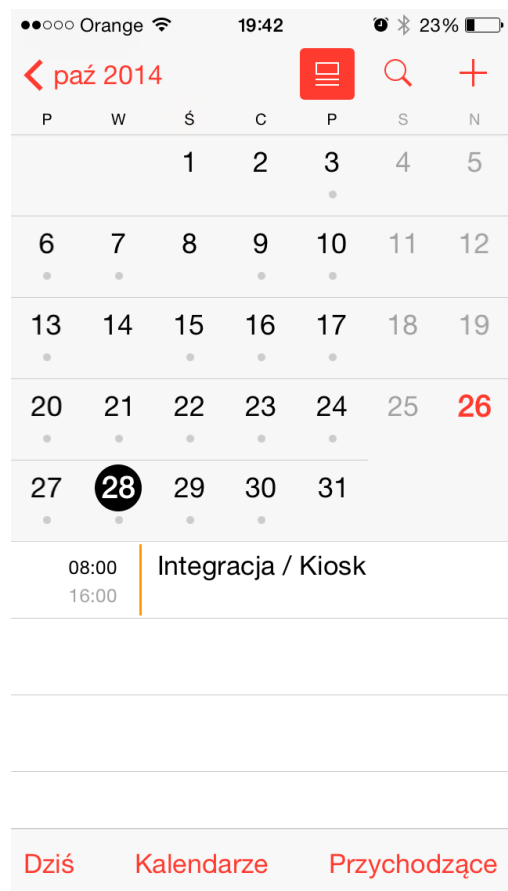 Orange 19:42 23%
paź 2014
P W Ś C P S N
1 2 3 4 5
6 7 8 9 10 11 12
13 14 15 16 17 18 19
20 21 22 23 24 25 26
27 28 29 30 31
08:00 Integracja / Kiosk
16:00
Dziś Kalendarze Przychodzące